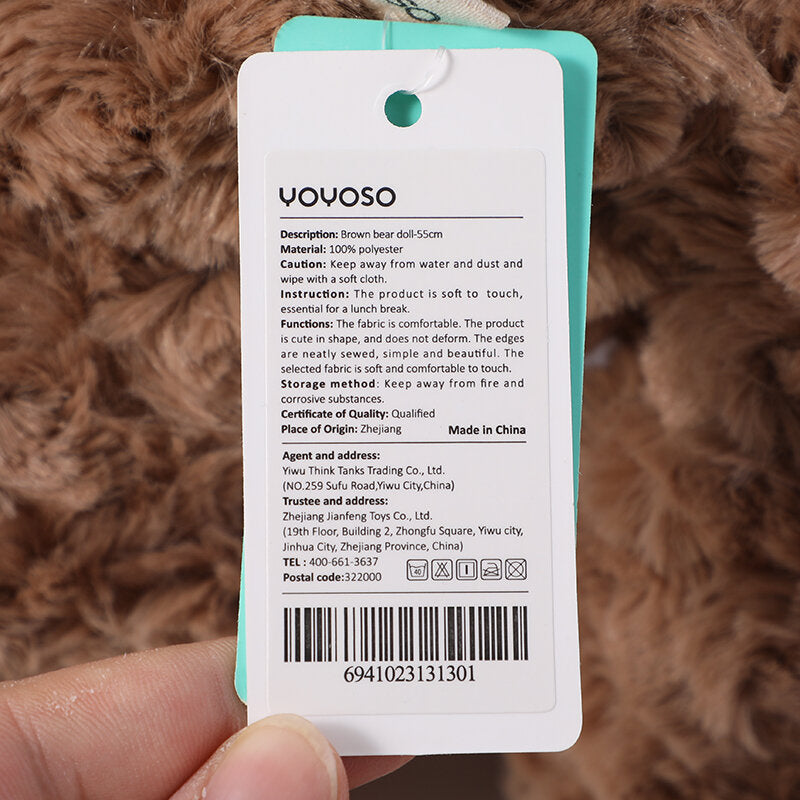 YOYOSO
Description: Brown bear doll-55cm
Material: 100% polyester
Caution: Keep away from water and dust and
wipe with a soft cloth.
Instruction: The product is soft to touch,
essential for a lunch break.
Functions: The fabric is comfortable. The product
is cute in shape, and does not deform. The edges
are neatly sewed, simple and beautiful. The
selected fabric is soft and comfortable to touch.
Storage method: Keep away from fire and
corrosive substances.
Certificate of Quality: Qualified
Place of Origin: Zhejiang Made in China
Agent and address:
Yiwu Think Tanks Trading Co., Ltd.
(NO.259 Sufu Road,Yiwu City,China)
Trustee and address:
Zhejiang Jianfeng Toys Co., Ltd.
(19th Floor, Building 2, Zhongfu Square, Yiwu city,
Jinhua City, Zhejiang Province, China)
TEL : 400-661-3637
Postal code:322000 40
6941023131301